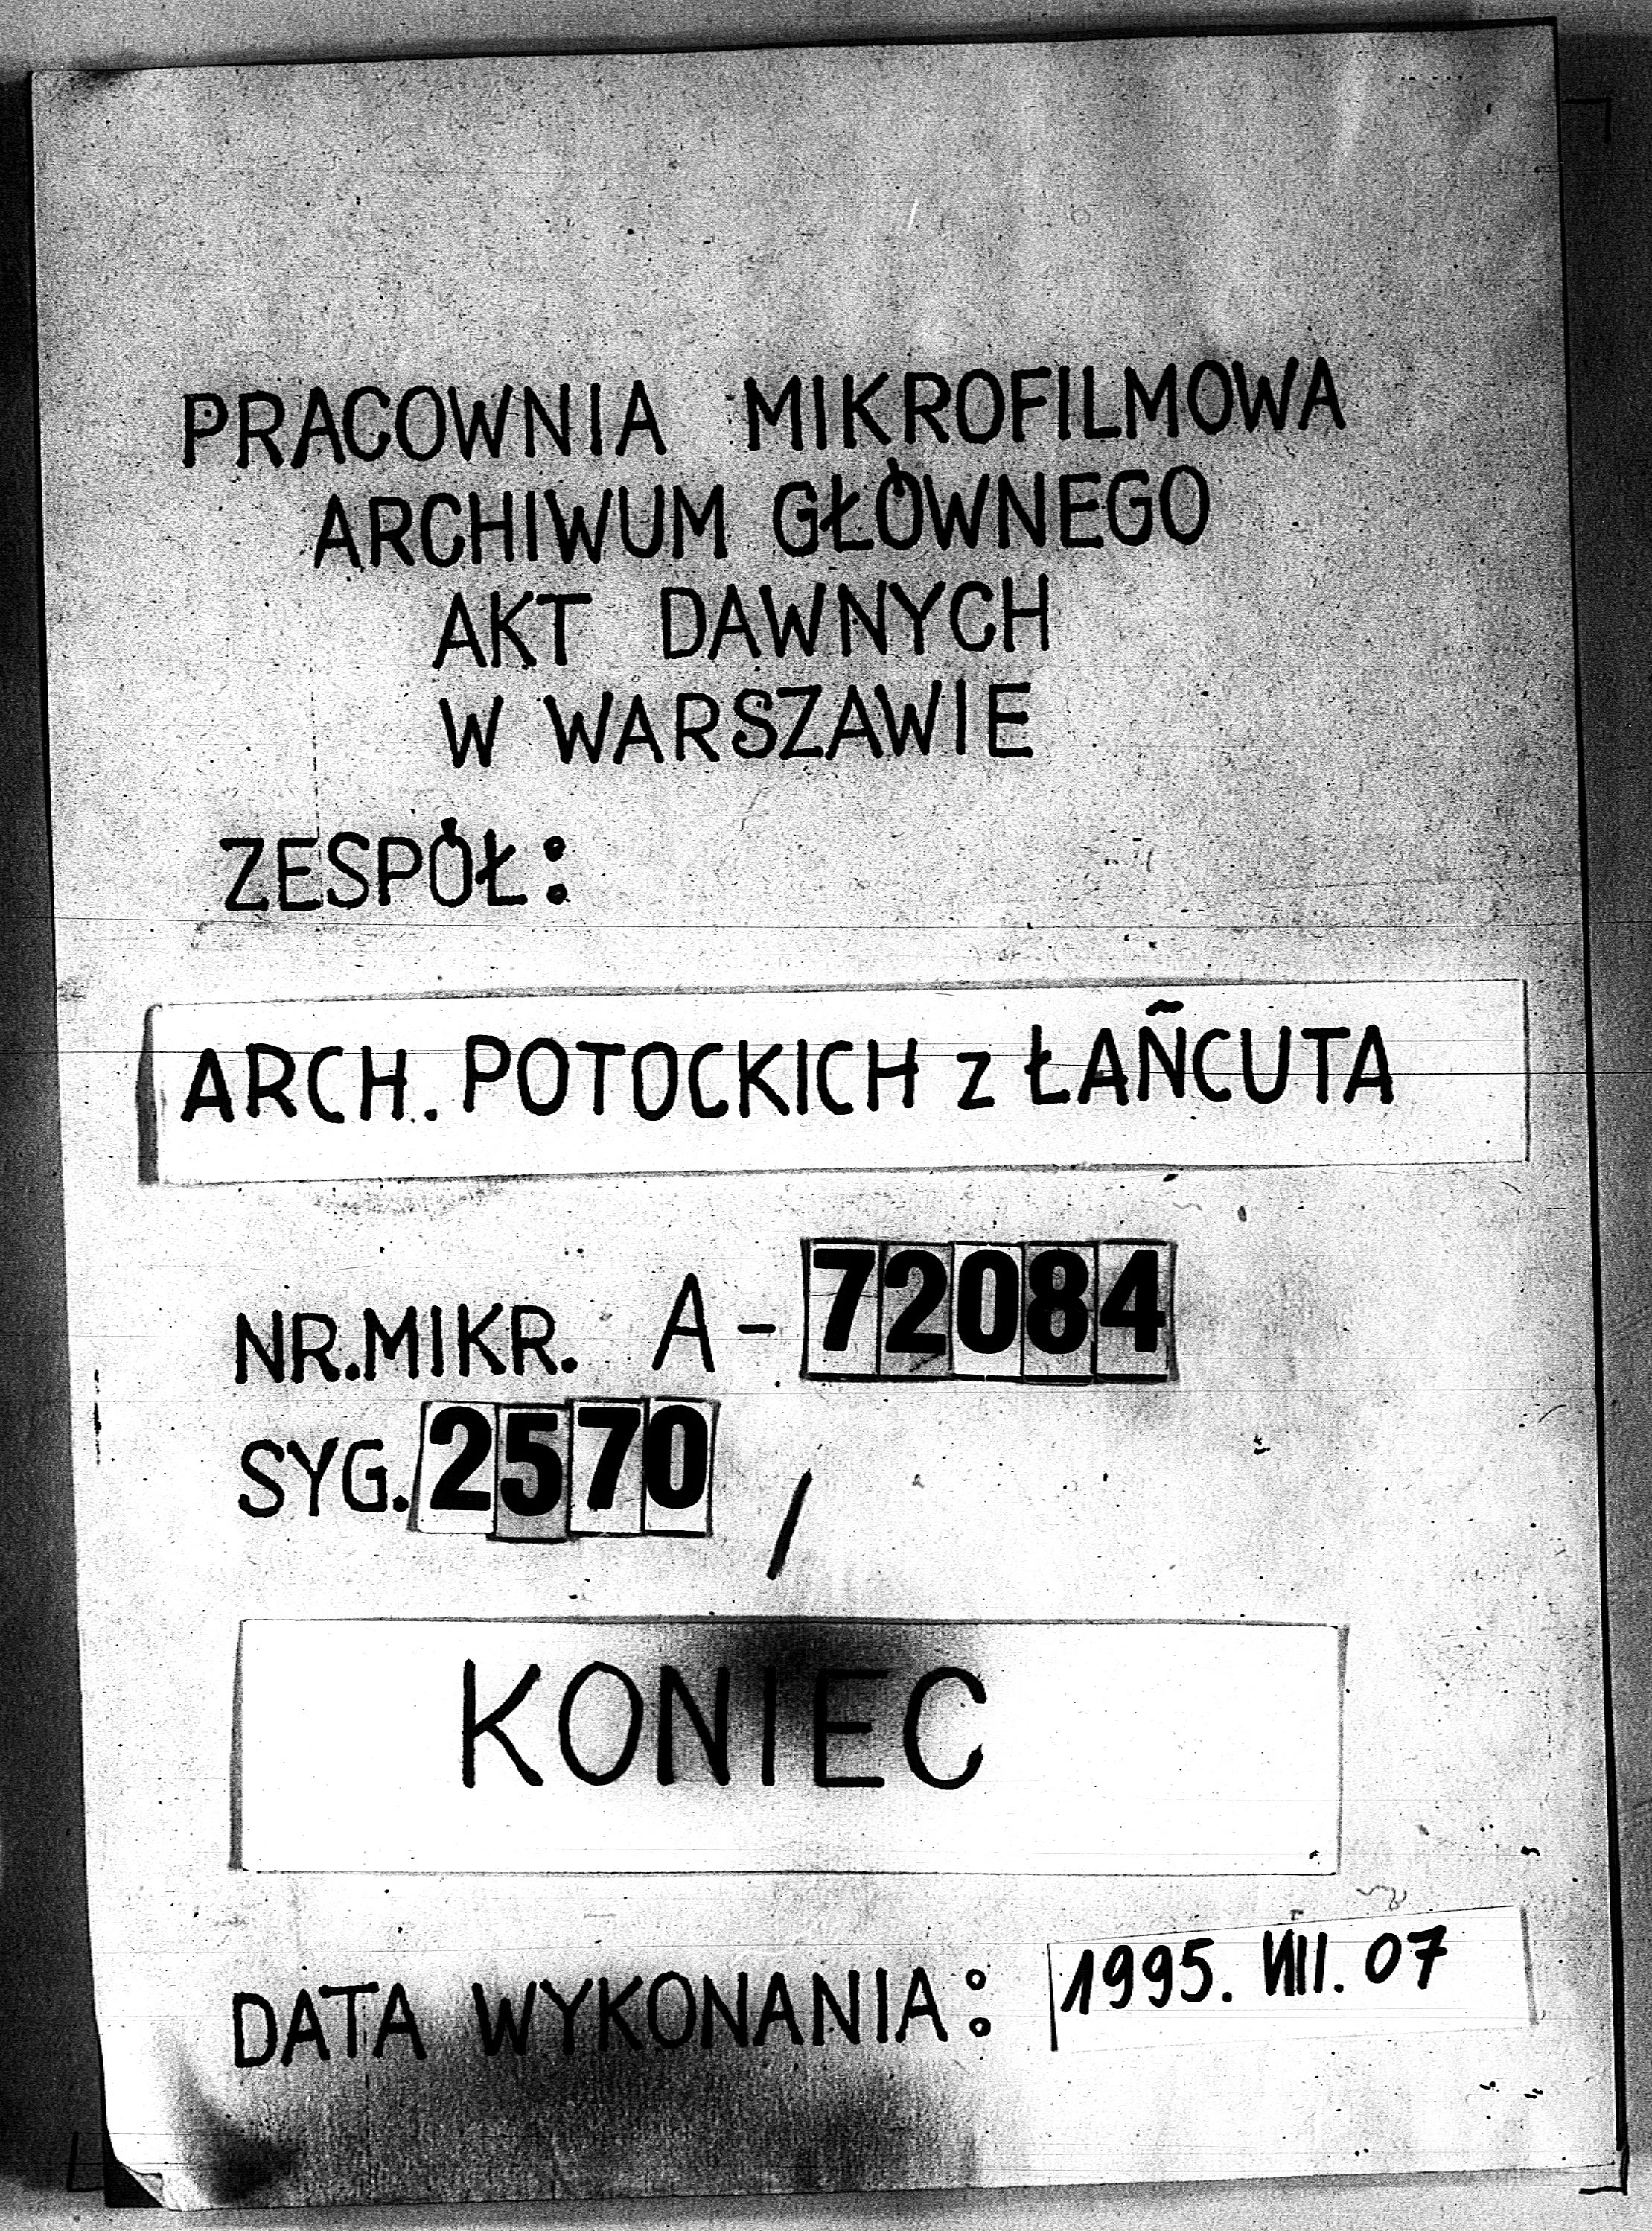 PRACOWNIA MIKROFILMOWA
ARCHIWUM GŁÓWNEGO
AKT DAWNYCH
W WARSZAWIE
ZESPÓŁ:
ARCH. POTOCKICH z ŁAŃCUTA
NR.MIKR. A-72084
SYG. 2570 /
KONIEC
DATA WYKONANIA: 1995. VIII. 07